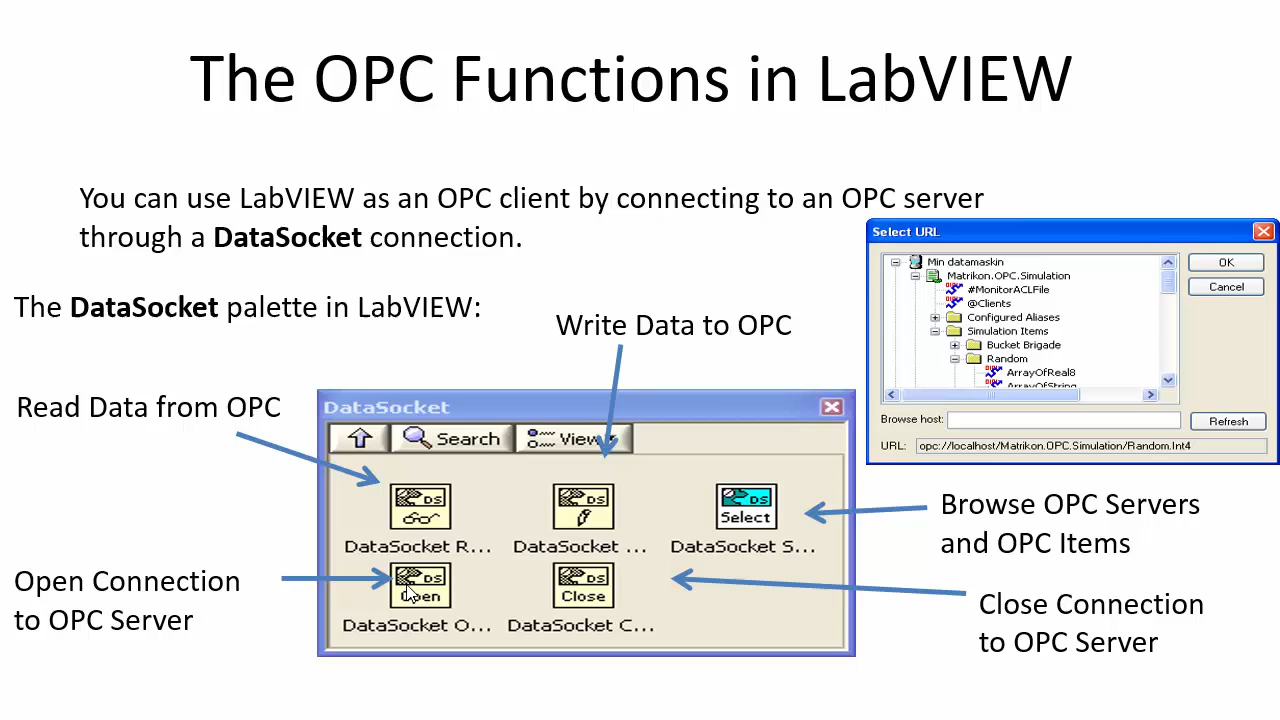 The OPC Functions in LabVIEW
You can use LabVIEW as an OPC client by connecting to an OPC server
through a DataSocket connection.
The DataSocket palette in LabVIEW:
Write Data to OPC
Read Data from OPC
Open Connection
to OPC Server
DataSocket
Search
View
DS
DS
DS
Select
DataSocket R...
DataSocket ...
DataSocket S...
DS
Open
DS
Close
DataSocket O...
DataSocket C...
Select URL
Min datamaskin
Matrikon.OPC.Simulation
#MonitorACLFile
@Clients
Configured Aliases
Simulation Items
Bucket Brigade
Random
ArrayOfReal8
ArrayOfString
OK
Cancel
Browse host:
Refresh
URL: opc://localhost/Matrikon.OPC.Simulation/Random.Int4
Browse OPC Servers
and OPC Items
Close Connection
to OPC Server